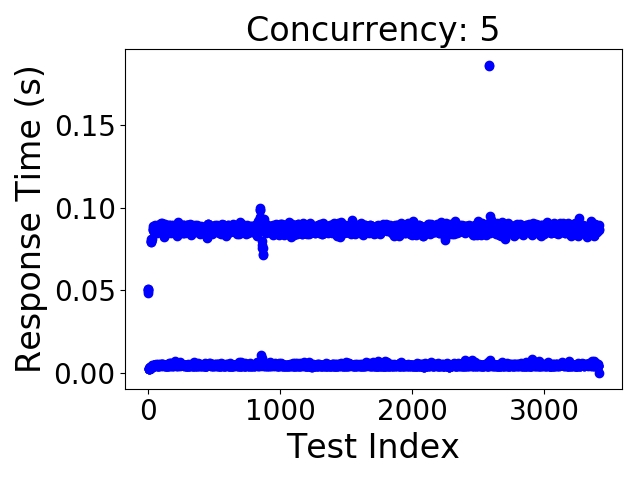 Concurrency: 5
Response Time (s)
0.15
0.10
0.05
0.00
0 1000 2000 3000
Test Index